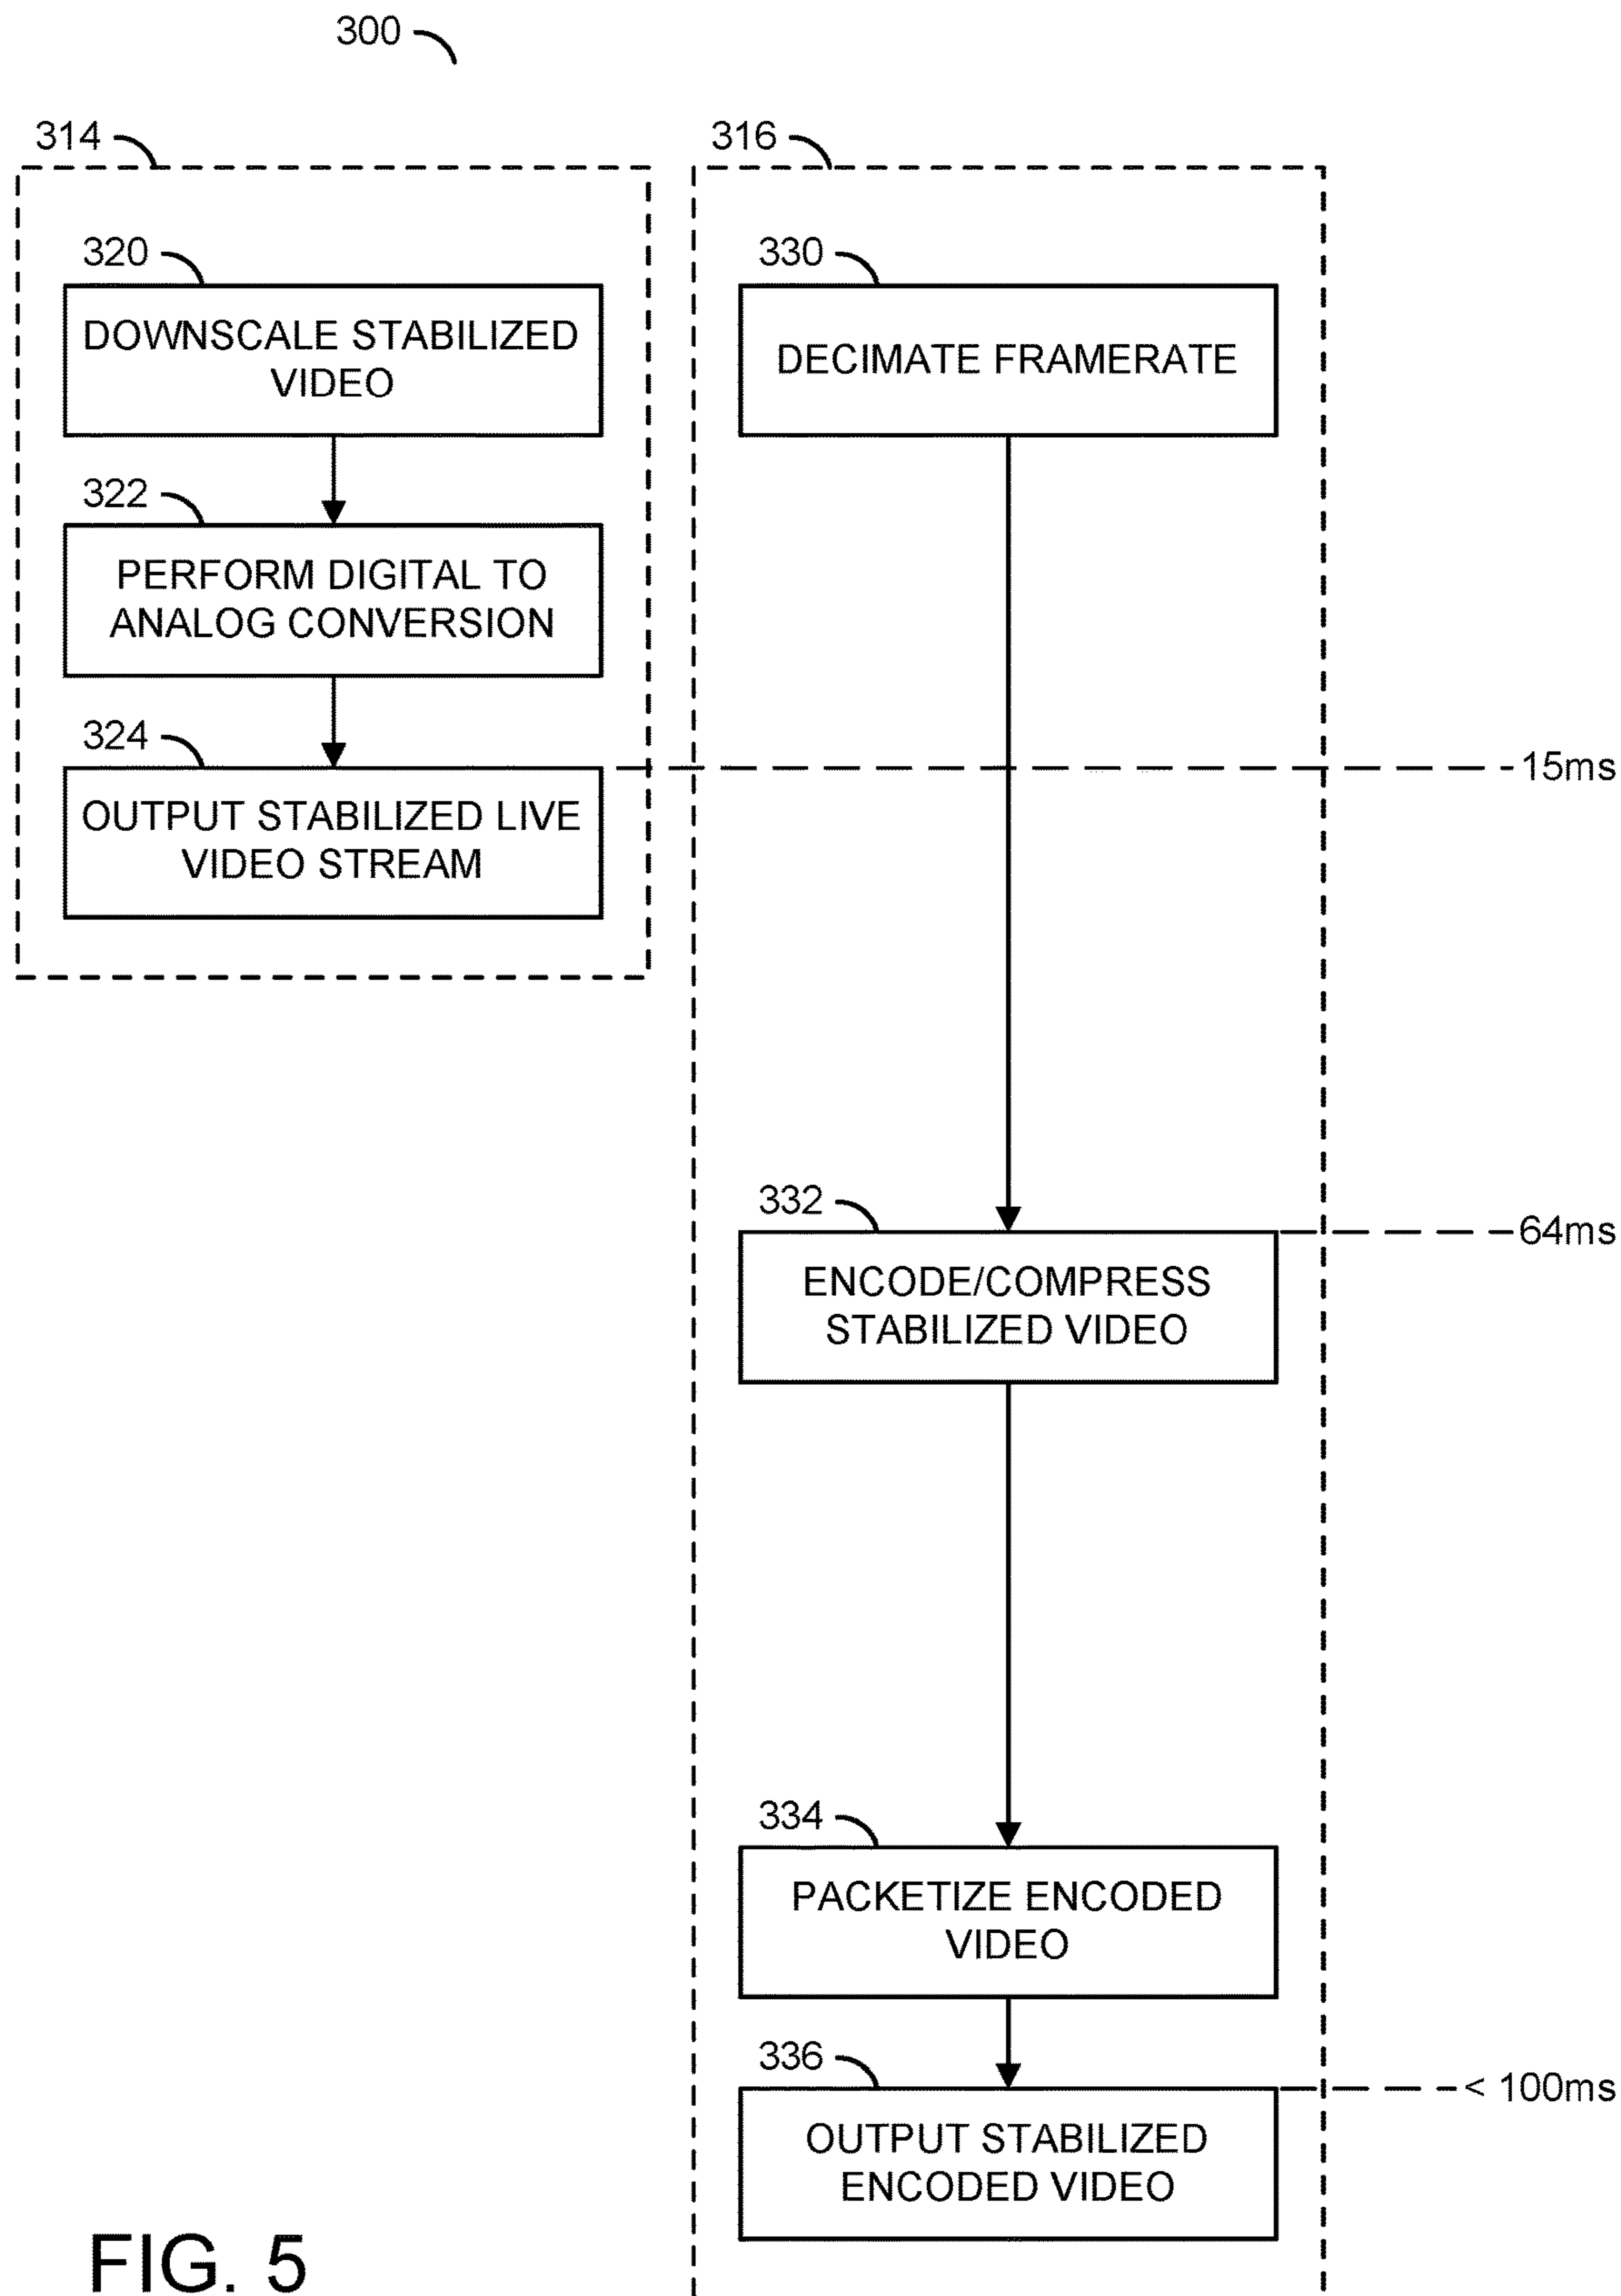 300
314
316
320
DOWNSCALE STABILIZED
VIDEO
322
PERFORM DIGITAL TO
ANALOG CONVERSION
324
OUTPUT STABILIZED LIVE
VIDEO STREAM
330
DECIMATE FRAMERATE
15ms
332
ENCODE/COMPRESS
STABILIZED VIDEO
64ms
334
PACKETIZE ENCODED
VIDEO
336
OUTPUT STABILIZED
ENCODED VIDEO
< 100ms
FIG. 5